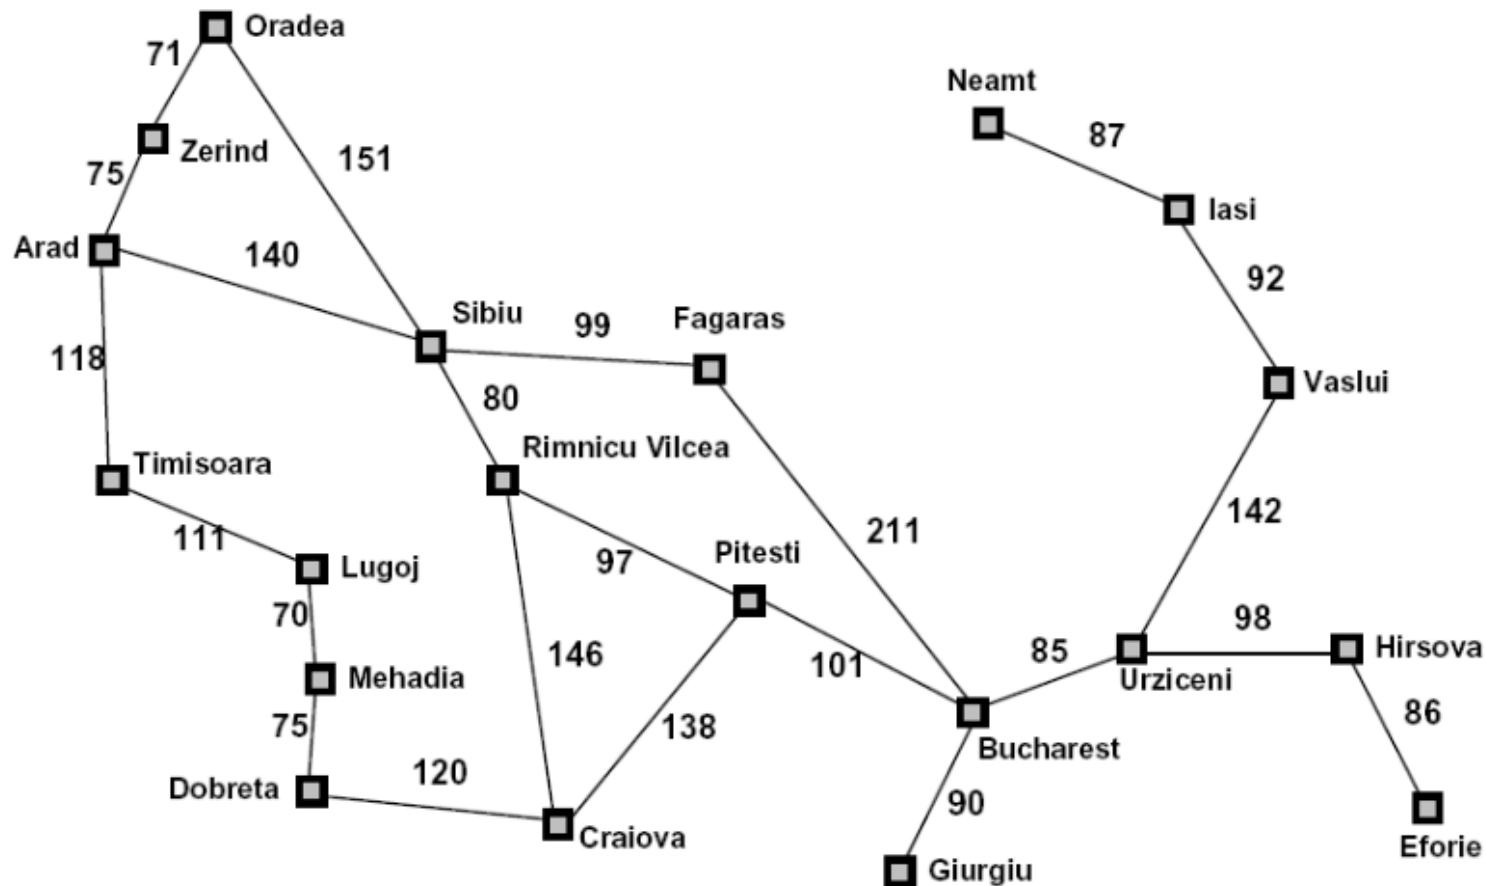 Oradea
71
Neamt
87
Zerind
151
75
Iasi
Arad
140
92
Sibiu
99
Fagaras
118
80
Vaslui
Rimnicu Vilcea
Timisoara
142
211
111
97
Pitesti
Lugoj
70
98
146
101
85
Hirsova
Mehadia
Urziceni
86
75
138
Bucharest
120
Dobreta
90
Craiova
Eforie
Giurgiu